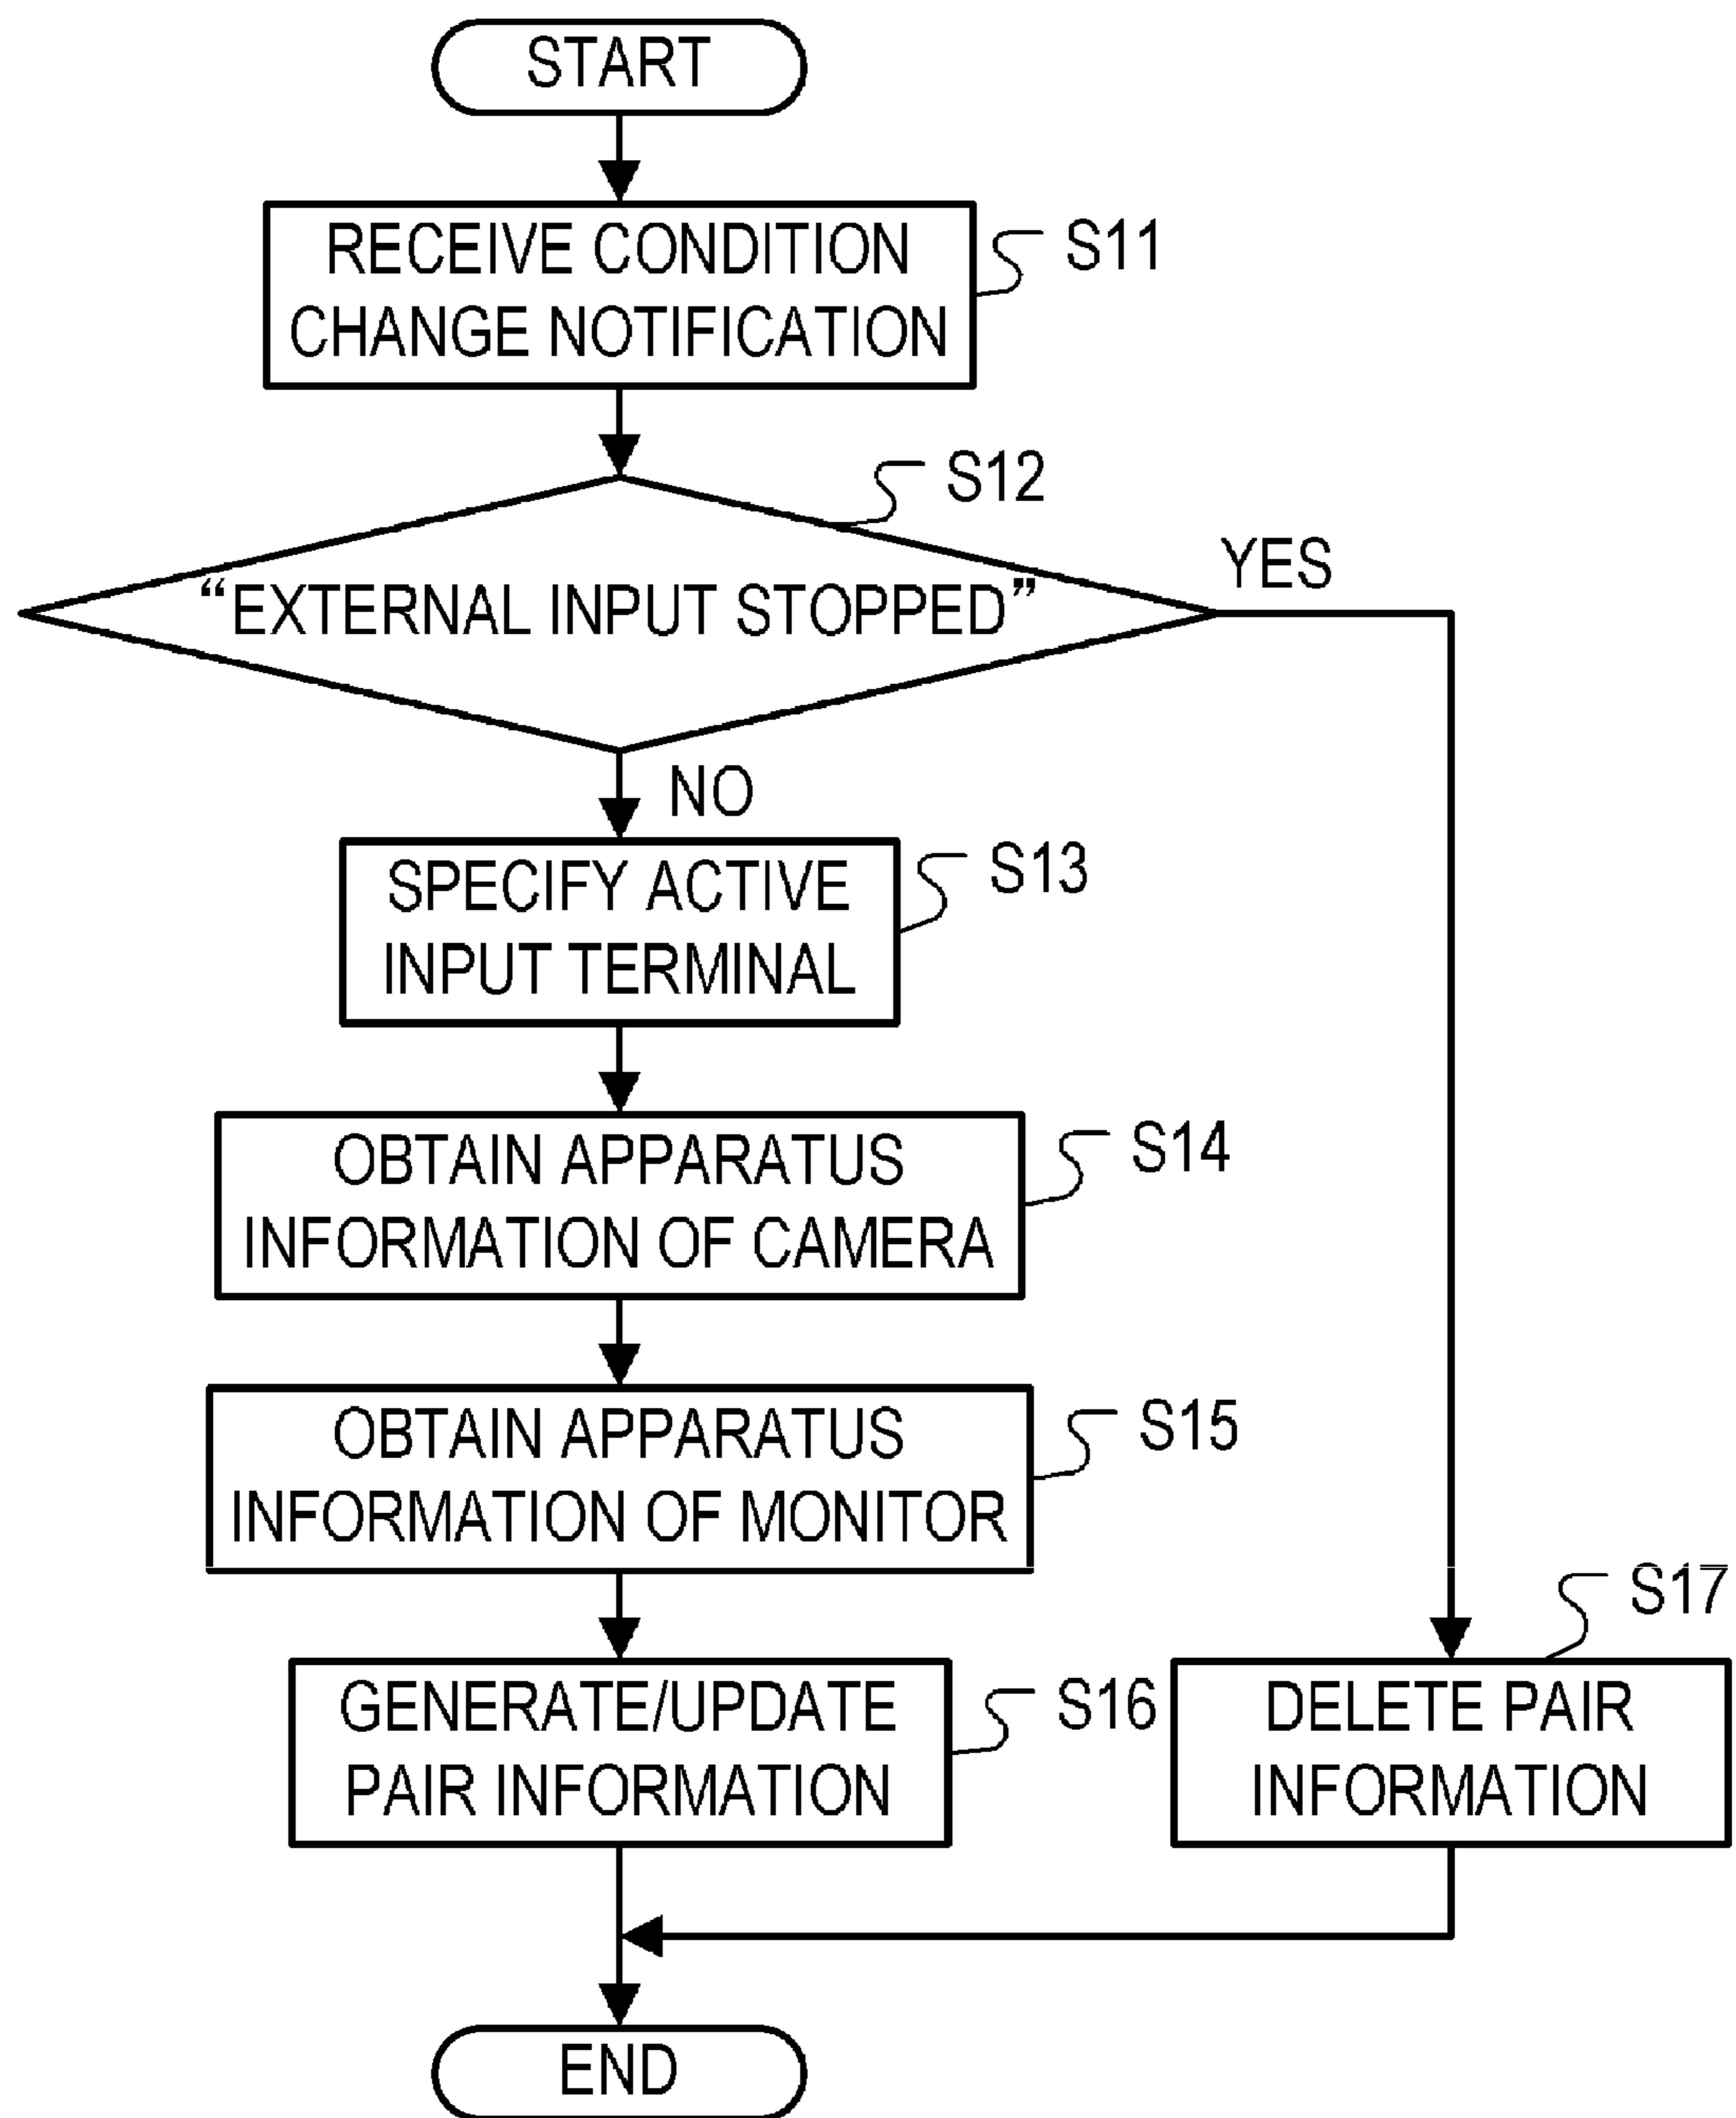 START
RECEIVE CONDITION
CHANGE NOTIFICATION
S11
S12
“EXTERNAL INPUT STOPPED”
YES
NO
SPECIFY ACTIVE
INPUT TERMINAL
S13
OBTAIN APPARATUS
INFORMATION OF CAMERA
S14
OBTAIN APPARATUS
INFORMATION OF MONITOR
S15
GENERATE/UPDATE
PAIR INFORMATION
S16
S17
DELETE PAIR
INFORMATION
END